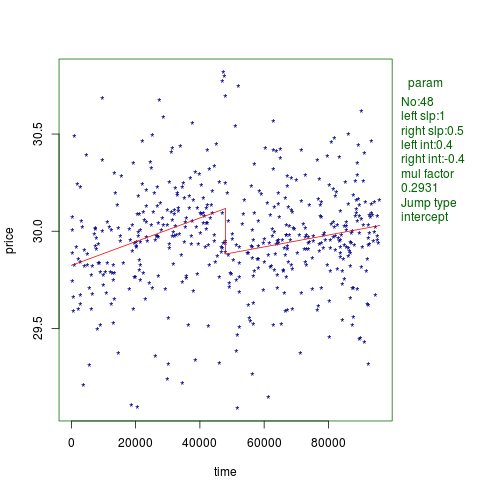 param
No:48
left slp:1
right slp:0.5
left int:0.4
right int:-0.4
mul factor
0.2931
Jump type
intercept
30.5
30.0
29.5
price
0 20000 40000 60000 80000
time